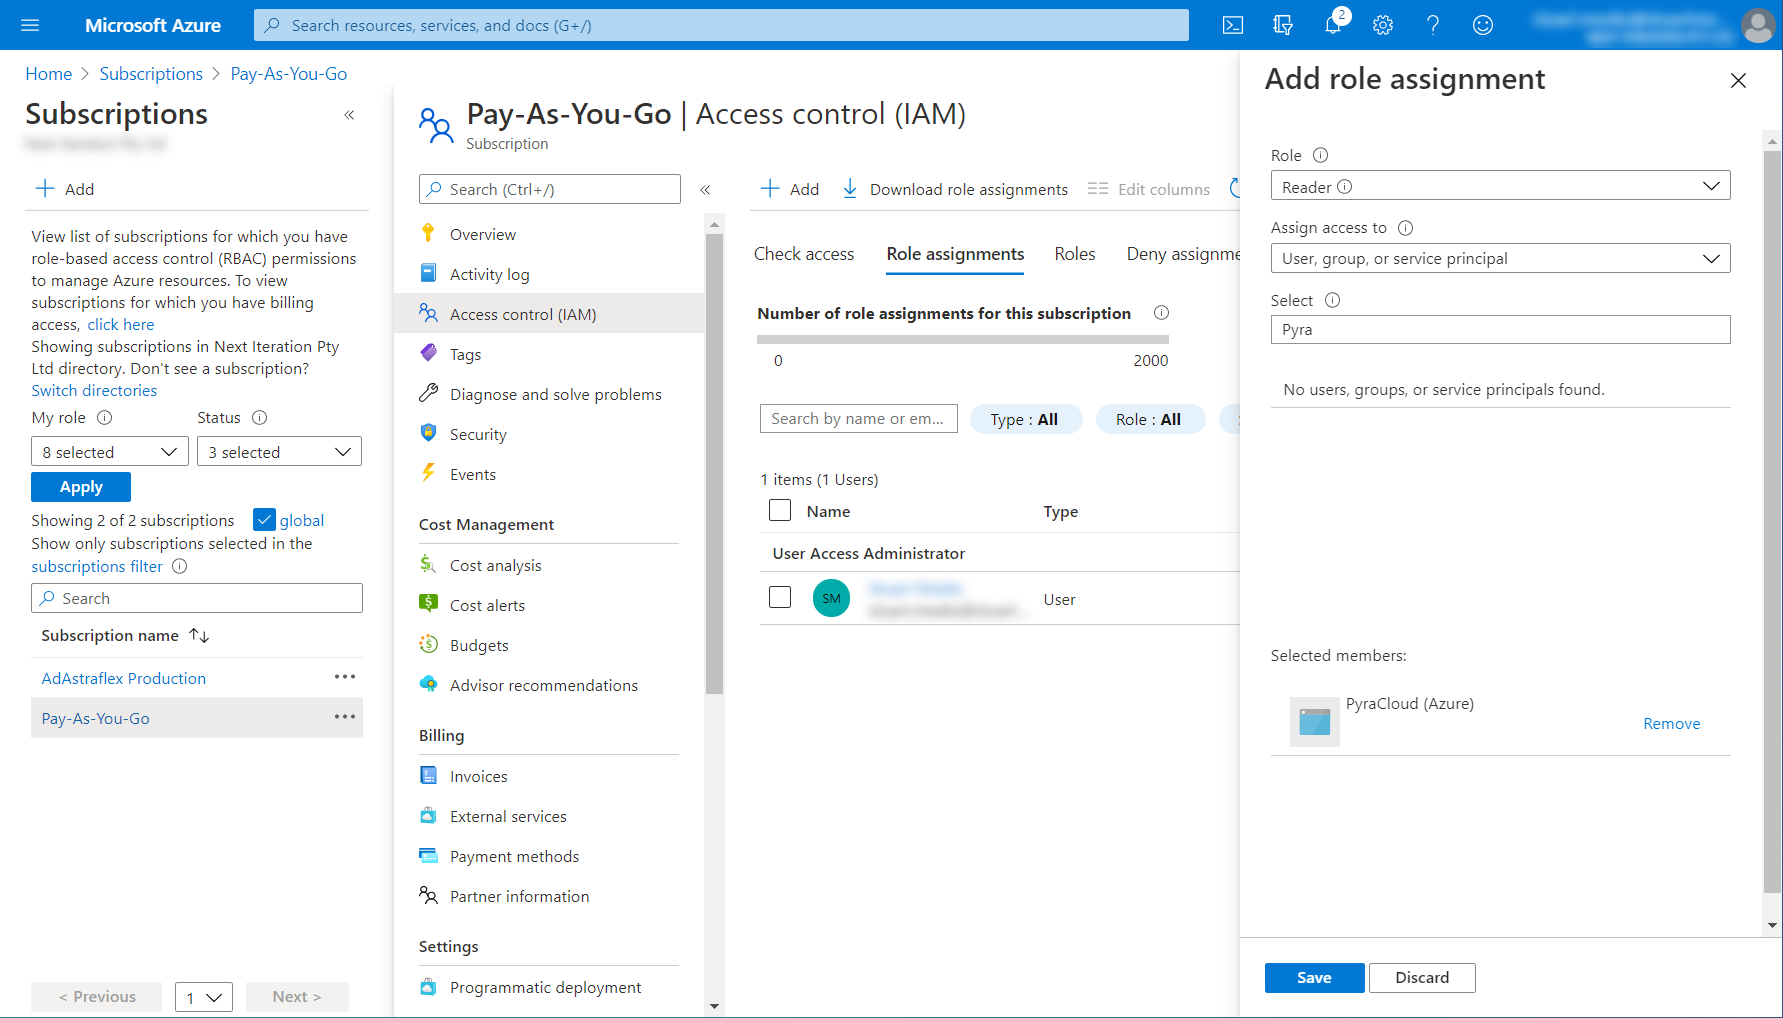 Microsoft Azure
Search resources, services, and docs (G+/)
2
Home > Subscriptions > Pay-As-You-Go
Subscriptions
«
Add
View list of subscriptions for which you have
role-based access control (RBAC) permissions
to manage Azure resources. To view
subscriptions for which you have billing
access, click here
Showing subscriptions in Next Iteration Pty
Ltd directory. Don't see a subscription?
Switch directories
My role
Status
8 selected
3 selected
Apply
Showing 2 of 2 subscriptions global
Show only subscriptions selected in the
subscriptions filter
Search
Subscription name
AdAstraflex Production
Pay-As-You-Go
< Previous
1
Next >
Pay-As-You-Go | Access control (IAM)
Subscription
Search (Ctrl+/)
«
Overview
Activity log
Access control (IAM)
Tags
Diagnose and solve problems
Security
Events
Cost Management
Cost analysis
Cost alerts
Budgets
Advisor recommendations
Billing
Invoices
External services
Payment methods
Partner information
Settings
Programmatic deployment
Add
Download role assignments
Edit columns
Check access
Role assignments
Roles
Deny assignme
Number of role assignments for this subscription
0
2000
Search by name or em...
Type : All
Role : All
1 items (1 Users)
Name
Type
User Access Administrator
SM
User
Add role assignment
Role
Reader
Assign access to
User, group, or service principal
Select
Pyra
No users, groups, or service principals found.
Selected members:
PyraCloud (Azure)
Remove
Save
Discard